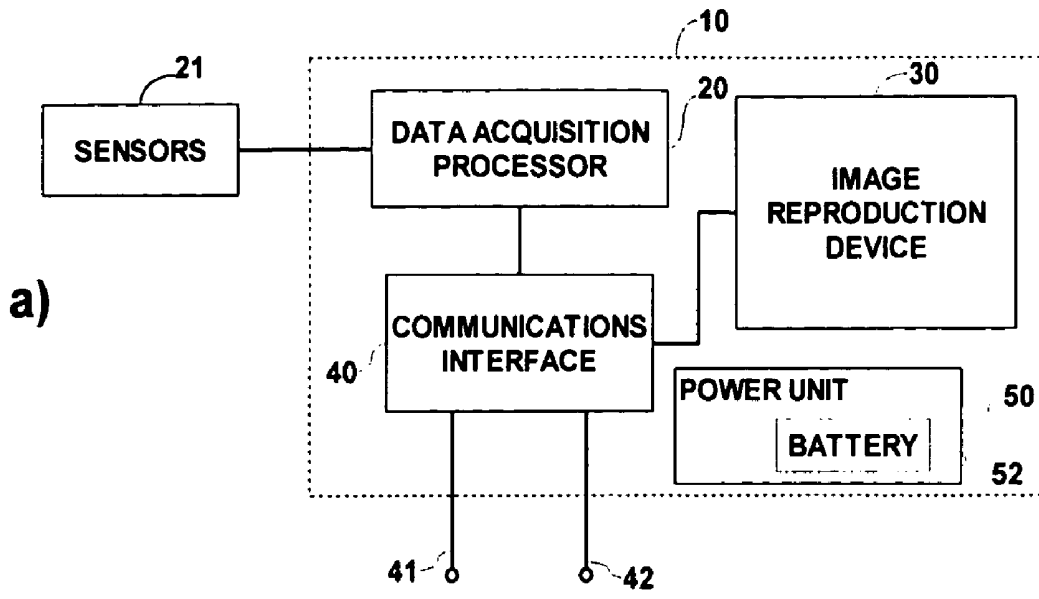 10
21
20
30
SENSORS
DATA ACQUISITION
PROCESSOR
IMAGE
REPRODUCTION
DEVICE
a)
COMMUNICATIONS
INTERFACE
40
POWER UNIT
50
BATTERY
52
41
42